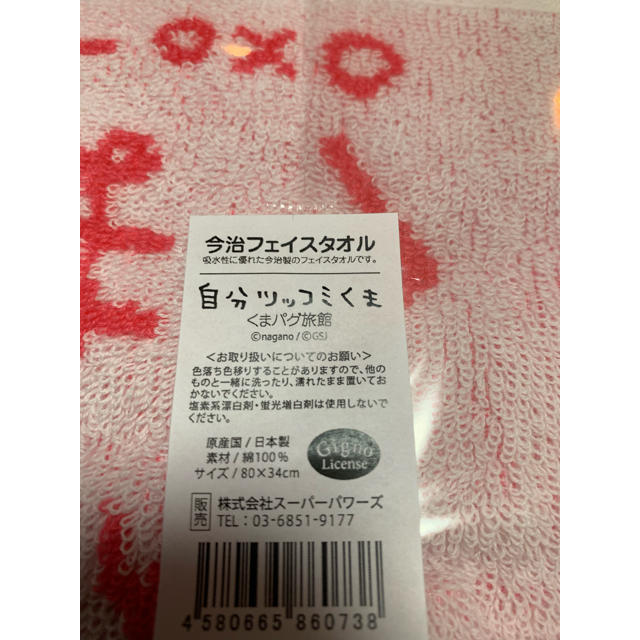 今治フェイスタオル
吸水性に優れた今治製のフェイスタオルです。
自分ツッコミくま
くまパグ旅館
©nagano / ©GSJ
<お取り扱いについてのお願い>
色落ち色移りすることがありますので、他の
ものと一緒に洗ったり、濡れたまま置いてお
かないでください。
塩素系漂白剤・蛍光増白剤は使用しないで
ください。
原産国 / 日本製
素材 / 綿100%
サイズ / 80×34cm
Gigno
License
販売
株式会社スーパーパワーズ
TEL : 03-6851-9177
4 580665 860738